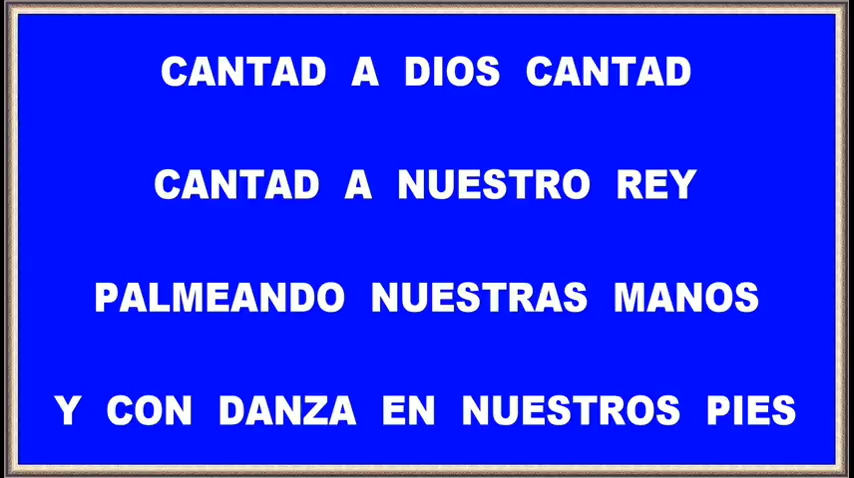 CANTAD A DIOS CANTAD
CANTAD A NUESTRO REY
PALMEANDO NUESTRAS MANOS
Y CON DANZA EN NUESTROS PIES